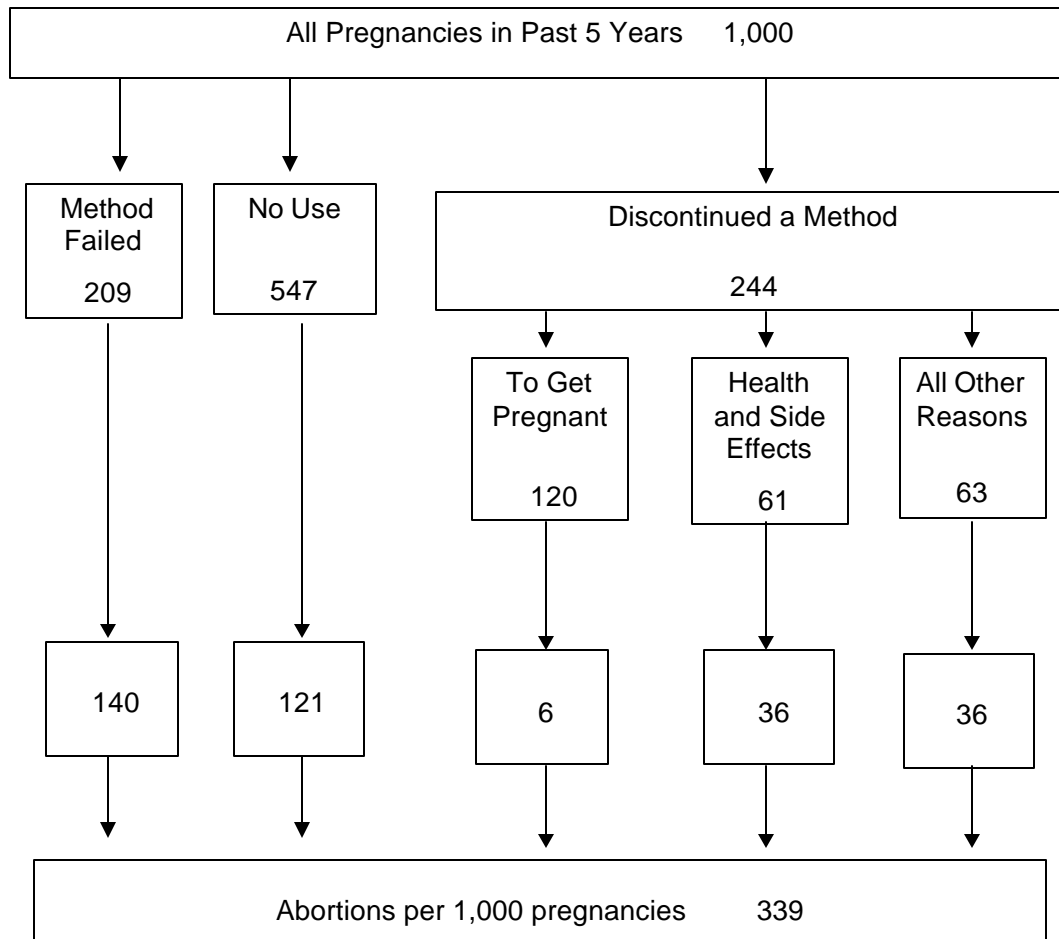 All Pregnancies in Past 5 Years 1,000
Method
Failed
209
No Use
547
Discontinued a Method
244
To Get
Pregnant
120
Health
and Side
Effects
61
All Other
Reasons
63
140
121
6
36
36
Abortions per 1,000 pregnancies 339